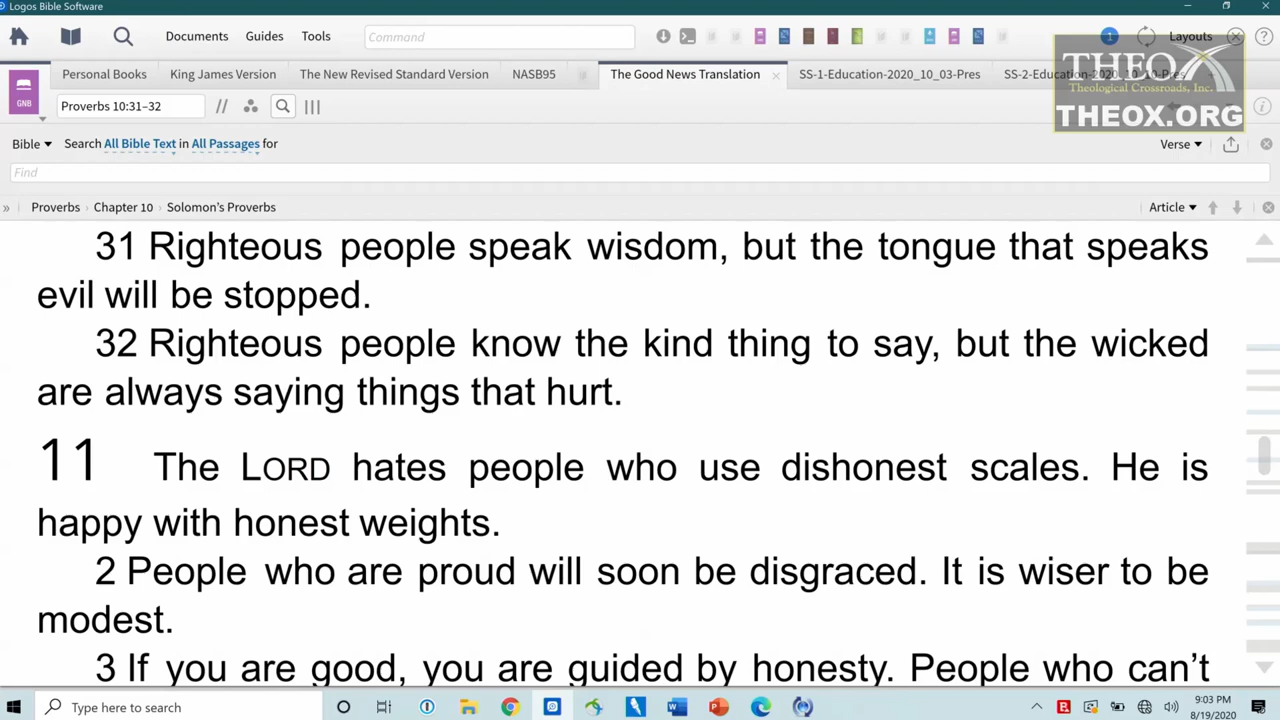 Logos Bible Software
Documents Guides Tools Command 1 Layouts
Personal Books King James Version The New Revised Standard Version NASB95 The Good News Translation SS-1-Education-2020_10_03-Pres SS-2-Education-2020_10_10-Pres
GNB Proverbs 10:31–32
THEOX
Theological Crossroads, Inc.
THEOX.ORG
Bible Search All Bible Text in All Passages for Verse
Find
» Proverbs › Chapter 10 › Solomon's Proverbs Article
31 Righteous people speak wisdom, but the tongue that speaks
evil will be stopped.
32 Righteous people know the kind thing to say, but the wicked
are always saying things that hurt.
11 The LORD hates people who use dishonest scales. He is
happy with honest weights.
2 People who are proud will soon be disgraced. It is wiser to be
modest.
3 If you are good, you are guided by honesty. People who can’t
Type here to search
9:03 PM
8/19/2020